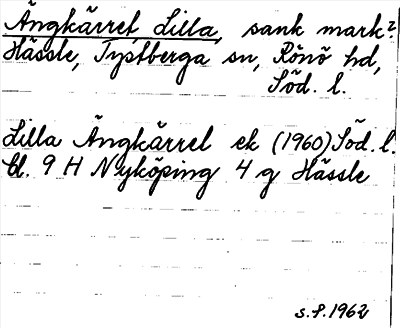 Ängkärret, Lilla, sank mark?
Hässle, Tystberga sn, Rönö hd,
Söd. l.
Lilla Ängkärret ek (1960) Söd. l.
bl. 9 H Nyköping 4 g Hässle
s.f. 1962